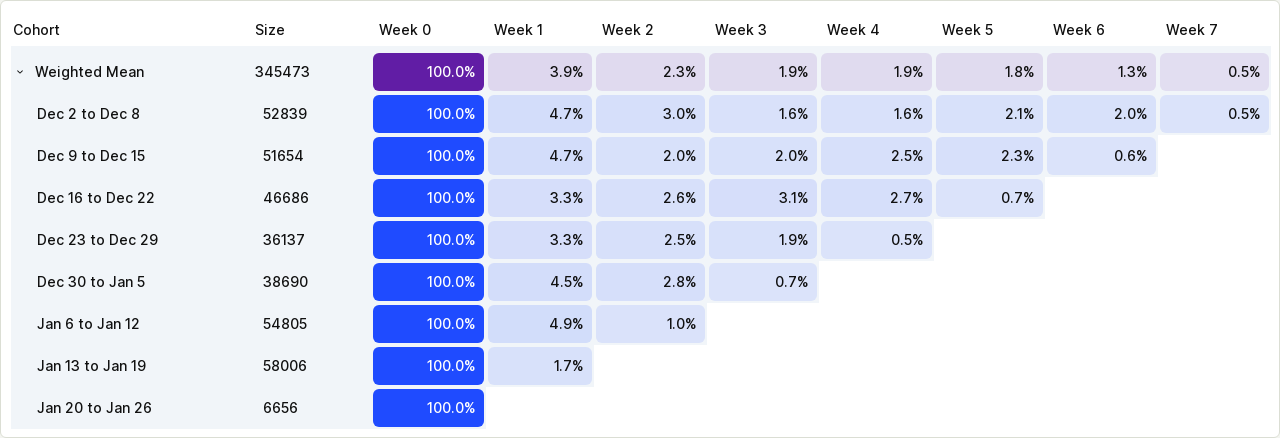 Cohort Size Week 0 Week 1 Week 2 Week 3 Week 4 Week 5 Week 6 Week 7
Weighted Mean 345473 100.0% 3.9% 2.3% 1.9% 1.9% 1.8% 1.3% 0.5%
Dec 2 to Dec 8 52839 100.0% 4.7% 3.0% 1.6% 1.6% 2.1% 2.0% 0.5%
Dec 9 to Dec 15 51654 100.0% 4.7% 2.0% 2.0% 2.5% 2.3% 0.6%
Dec 16 to Dec 22 46686 100.0% 3.3% 2.6% 3.1% 2.7% 0.7%
Dec 23 to Dec 29 36137 100.0% 3.3% 2.5% 1.9% 0.5%
Dec 30 to Jan 5 38690 100.0% 4.5% 2.8% 0.7%
Jan 6 to Jan 12 54805 100.0% 4.9% 1.0%
Jan 13 to Jan 19 58006 100.0% 1.7%
Jan 20 to Jan 26 6656 100.0%